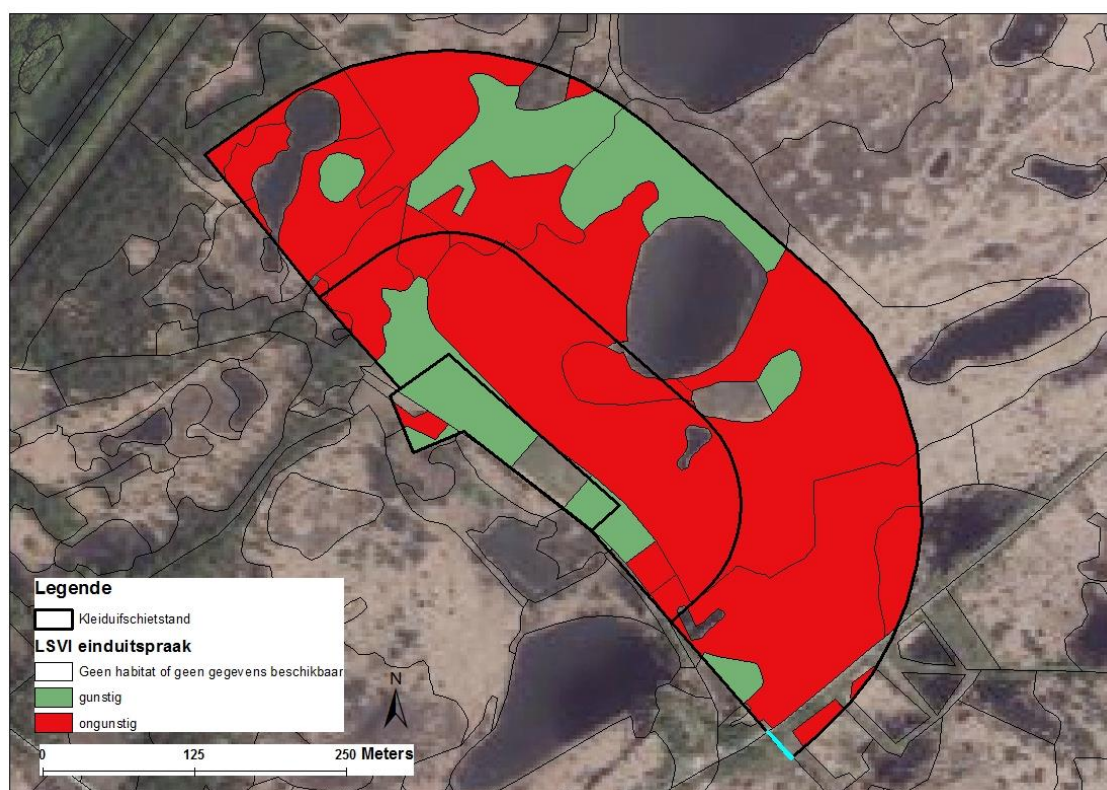 Legende
Kleiduifschietstand
LSVI einduitspraak
Geen habitat of geen gegevens beschikbaar
gunstig
ongunstig
N
0 125 250 Meters